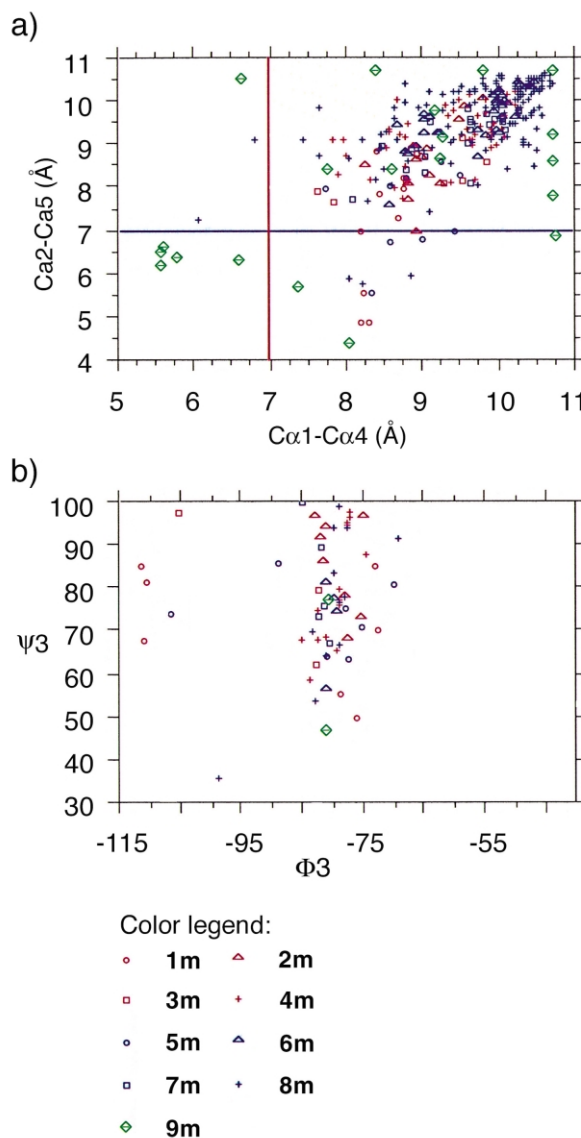 a)
Ca2-Ca5 (Å)
11
10
9
8
7
6
5
4
5 6 7 8 9 10 11
Cα1-Cα4 (Å)
b)
Ψ3
100
90
80
70
60
50
40
30
-115 -95 -75 -55
Φ3
Color legend:
1m 2m
3m 4m
5m 6m
7m 8m
9m